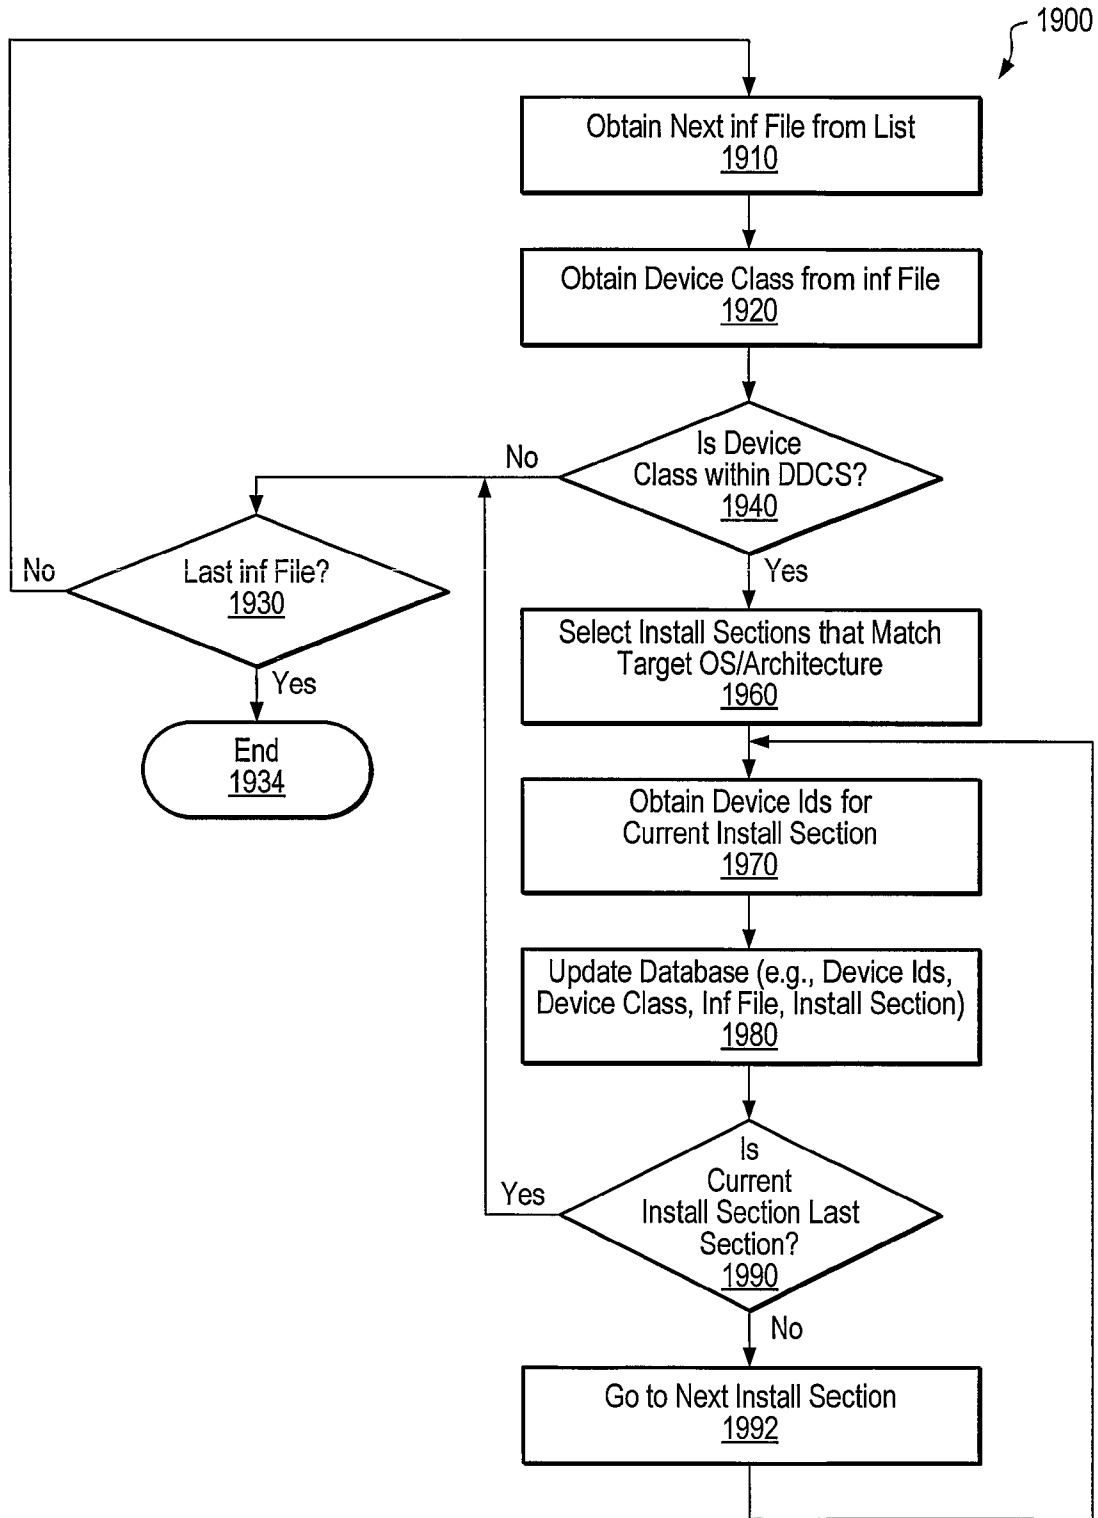 1900
Obtain Next inf File from List
1910
Obtain Device Class from inf File
1920
Is Device
Class within DDCS?
1940
No
Yes
Last inf File?
1930
No
Yes
End
1934
Select Install Sections that Match
Target OS/Architecture
1960
Obtain Device Ids for
Current Install Section
1970
Update Database (e.g., Device Ids,
Device Class, Inf File, Install Section)
1980
Is
Current
Install Section Last
Section?
1990
Yes
No
Go to Next Install Section
1992